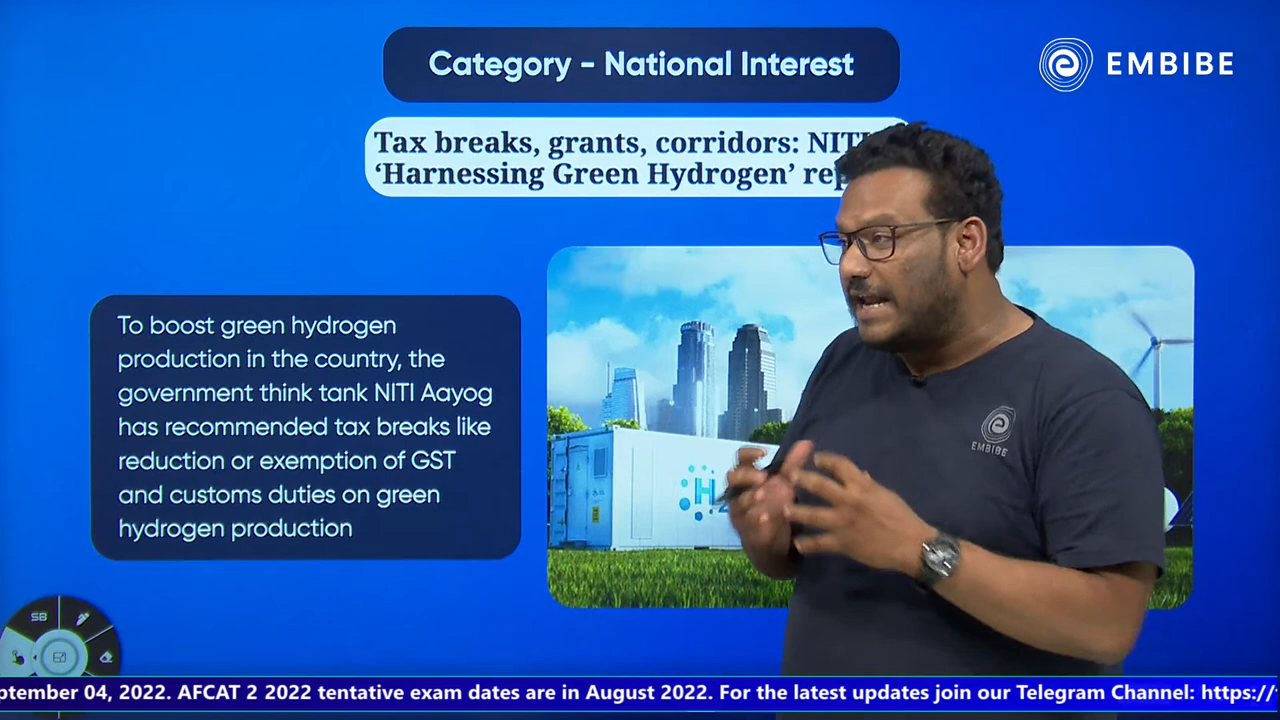 Category - National Interest
EMBIBE
Tax breaks, grants, corridors: NITI
‘Harnessing Green Hydrogen’ rep
To boost green hydrogen
production in the country, the
government think tank NITI Aayog
has recommended tax breaks like
reduction or exemption of GST
and customs duties on green
hydrogen production
H2
EMBIBE
SB
ptember 04, 2022. AFCAT 2 2022 tentative exam dates are in August 2022. For the latest updates join our Telegram Channel: https://